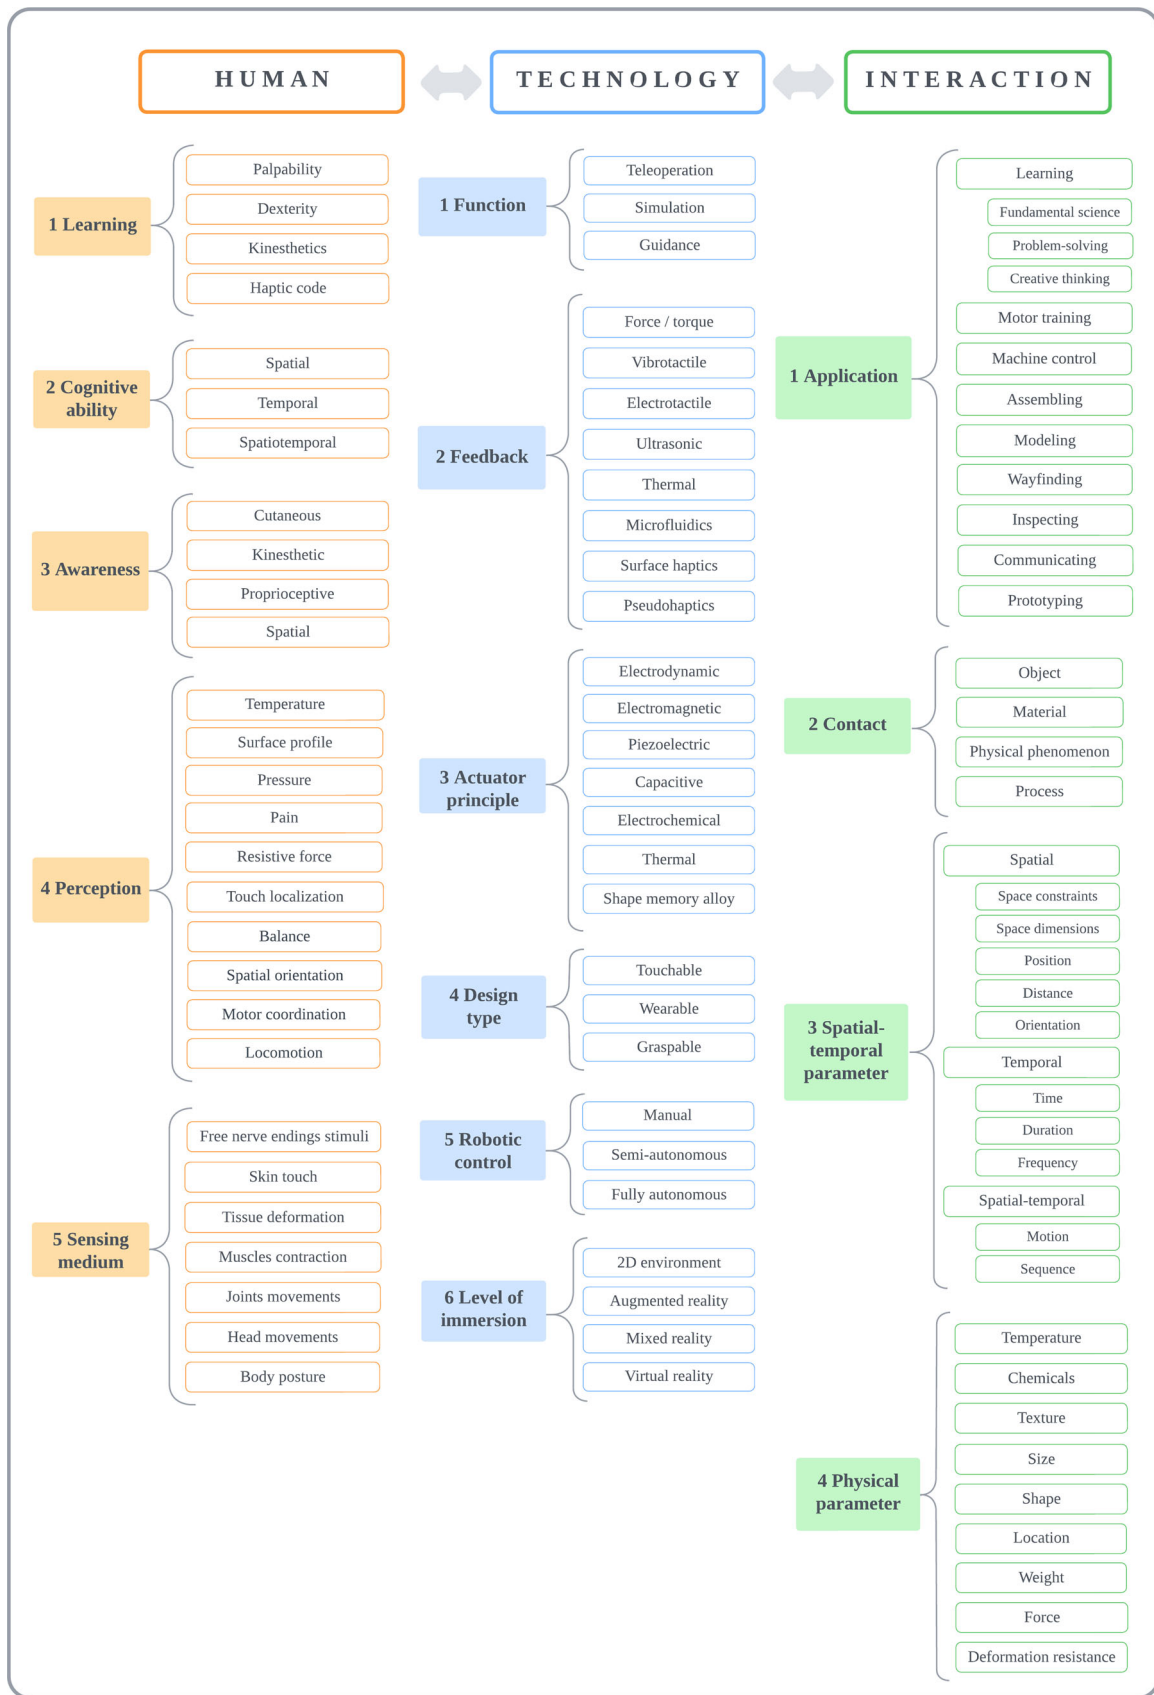 HUMAN
TECHNOLOGY
INTERACTION
1 Learning
Palpability
Dexterity
Kinesthetics
Haptic code
2 Cognitive
ability
Spatial
Temporal
Spatiotemporal
3 Awareness
Cutaneous
Kinesthetic
Proprioceptive
Spatial
4 Perception
Temperature
Surface profile
Pressure
Pain
Resistive force
Touch localization
Balance
Spatial orientation
Motor coordination
Locomotion
5 Sensing
medium
Free nerve endings stimuli
Skin touch
Tissue deformation
Muscles contraction
Joints movements
Head movements
Body posture
1 Function
Teleoperation
Simulation
Guidance
2 Feedback
Force / torque
Vibrotactile
Electrotactile
Ultrasonic
Thermal
Microfluidics
Surface haptics
Pseudohaptics
3 Actuator
principle
Electrodynamic
Electromagnetic
Piezoelectric
Capacitive
Electrochemical
Thermal
Shape memory alloy
4 Design
type
Touchable
Wearable
Graspable
5 Robotic
control
Manual
Semi-autonomous
Fully autonomous
6 Level of
immersion
2D environment
Augmented reality
Mixed reality
Virtual reality
1 Application
Learning
Fundamental science
Problem-solving
Creative thinking
Motor training
Machine control
Assembling
Modeling
Wayfinding
Inspecting
Communicating
Prototyping
2 Contact
Object
Material
Physical phenomenon
Process
3 Spatial-
temporal
parameter
Spatial
Space constraints
Space dimensions
Position
Distance
Orientation
Temporal
Time
Duration
Frequency
Spatial-temporal
Motion
Sequence
4 Physical
parameter
Temperature
Chemicals
Texture
Size
Shape
Location
Weight
Force
Deformation resistance